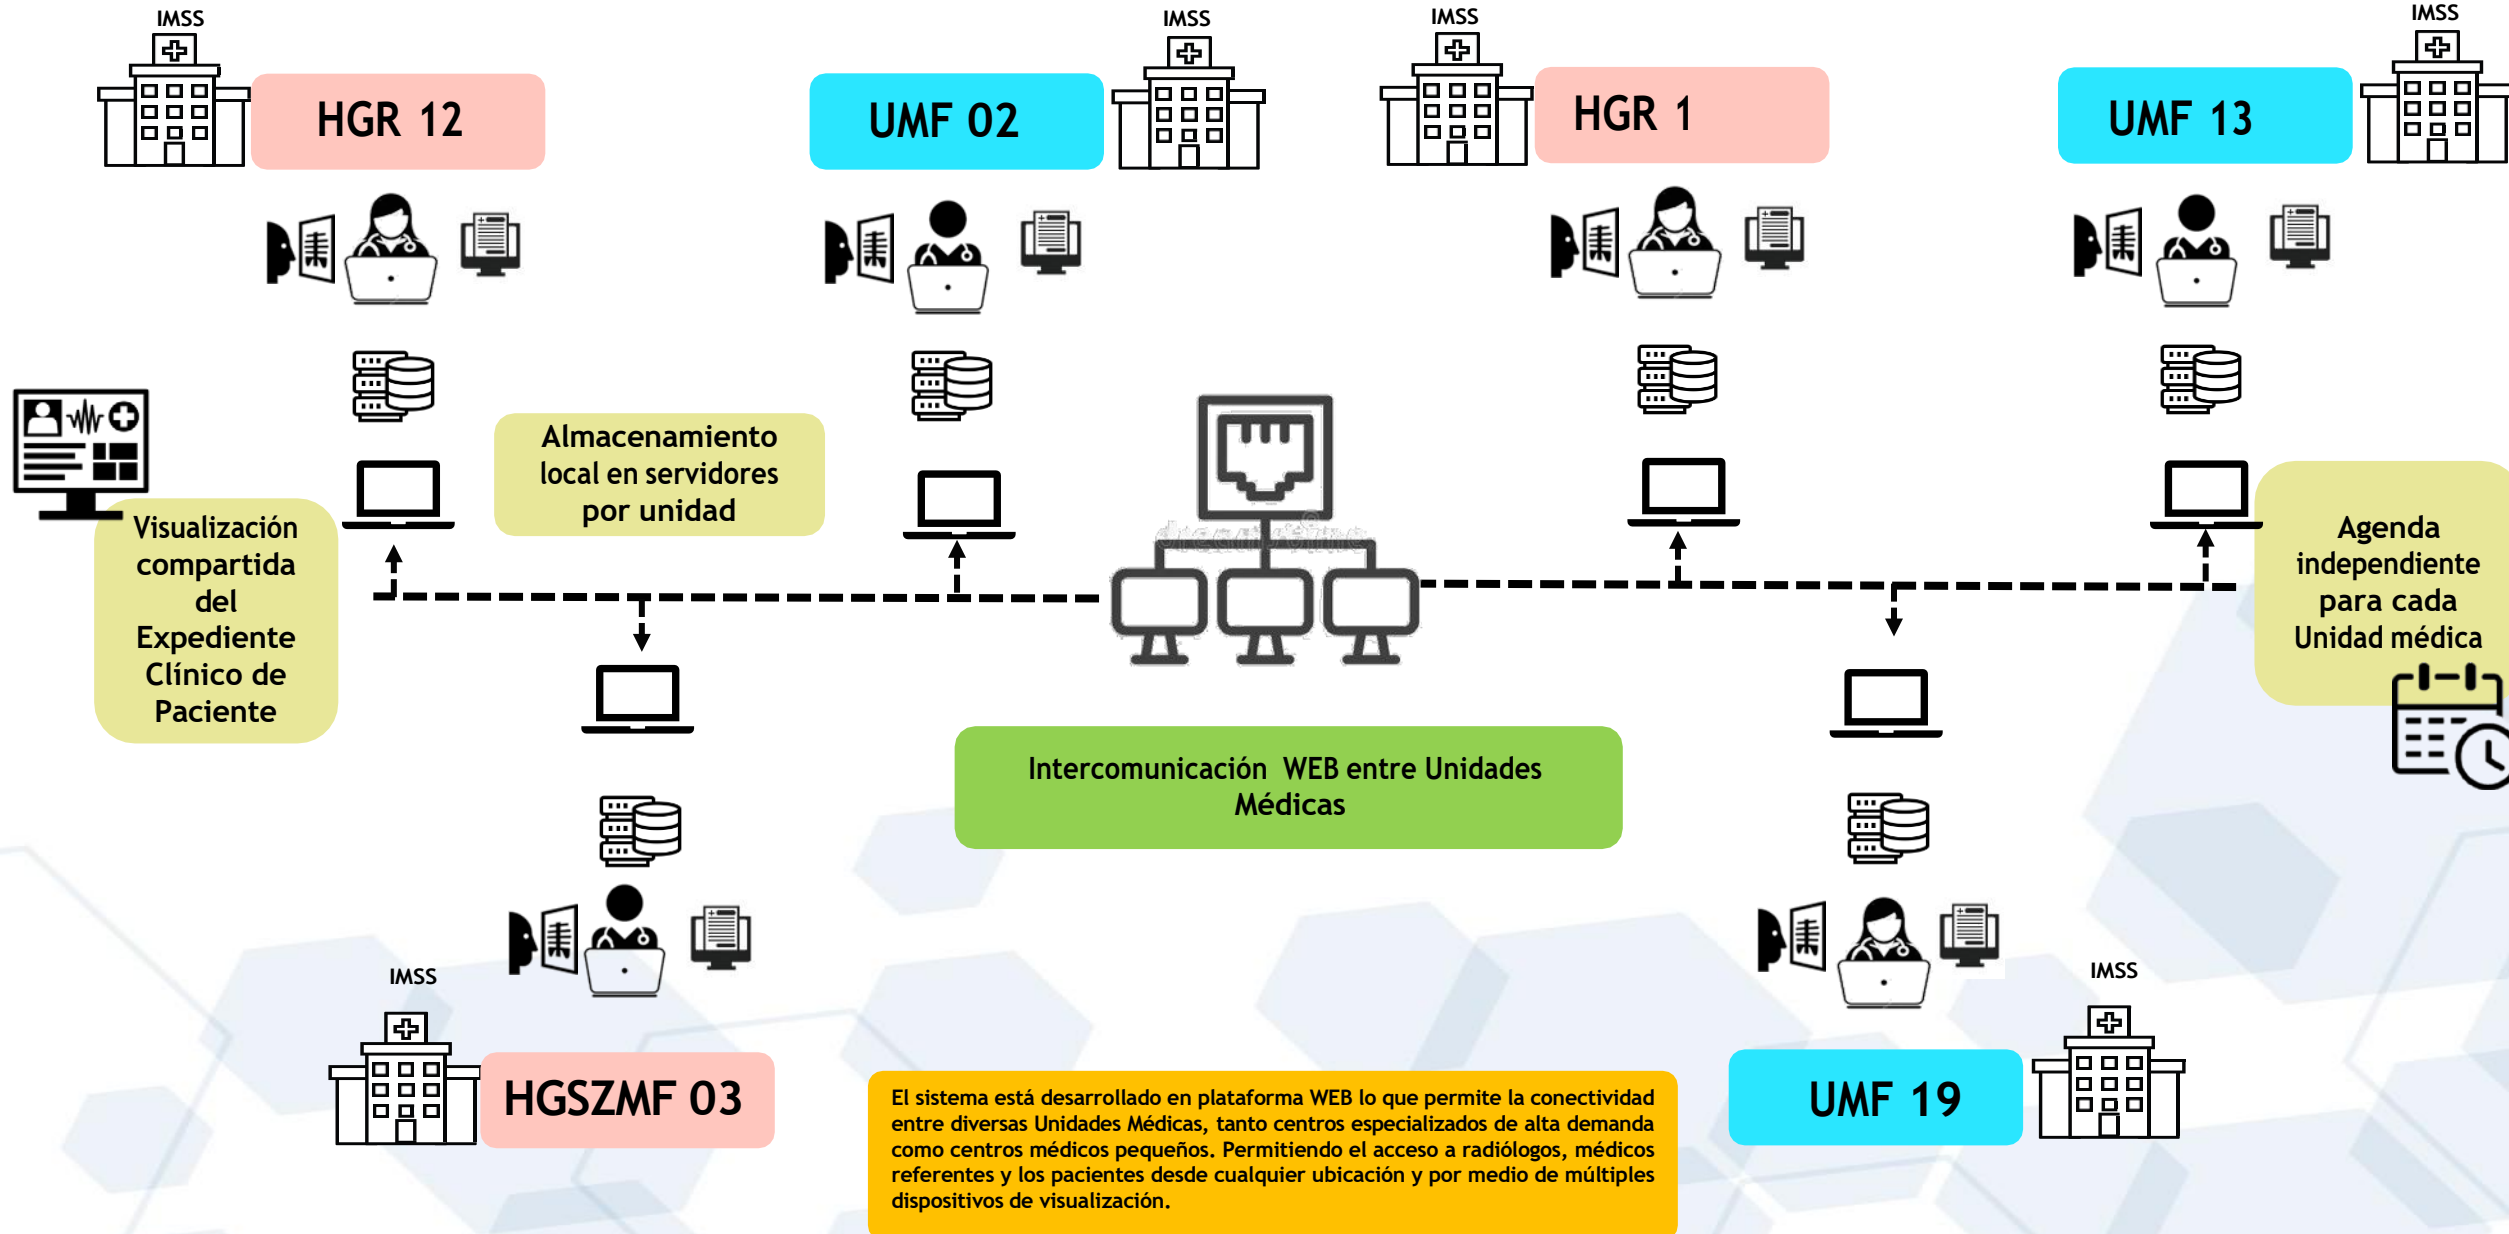 IMSS
IMSS
IMSS
IMSS
HGR 12
UMF 02
HGR 1
UMF 13
Almacenamiento
local en servidores
por unidad
Visualización
compartida
del
Expediente
Clínico de
Paciente
Agenda
independiente
para cada
Unidad médica
Intercomunicación WEB entre Unidades
Médicas
IMSS
HGSZMF 03
IMSS
UMF 19
El sistema está desarrollado en plataforma WEB lo que permite la conectividad
entre diversas Unidades Médicas, tanto centros especializados de alta demanda
como centros médicos pequeños. Permitiendo el acceso a radiólogos, médicos
referentes y los pacientes desde cualquier ubicación y por medio de múltiples
dispositivos de visualización.